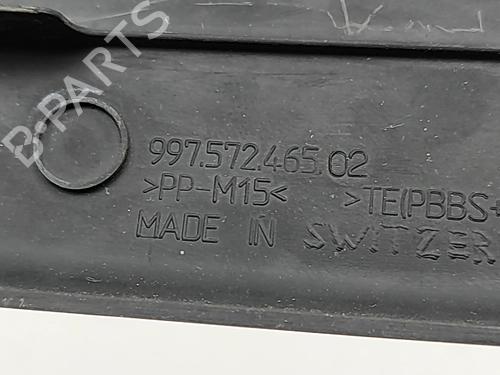 B-PARTS
997.572.465.02
>PP-M15< >TE(PBBS+
MADE IN SWITZER